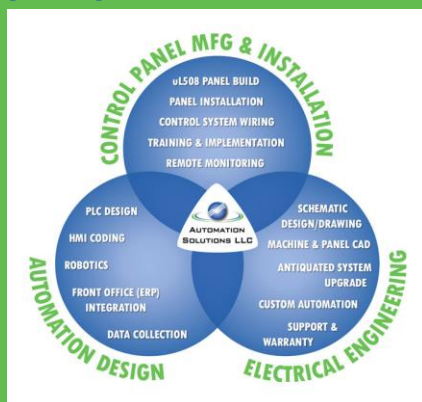 CONTROL PANEL MFG & INSTALLATION
uL508 PANEL BUILD
PANEL INSTALLATION
CONTROL SYSTEM WIRING
TRAINING & IMPLEMENTATION
REMOTE MONITORING
AUTOMATION
SOLUTIONS LLC
PLC DESIGN
HMI CODING
ROBOTICS
FRONT OFFICE (ERP)
INTEGRATION
DATA COLLECTION
AUTOMATION DESIGN
SCHEMATIC
DESIGN/DRAWING
MACHINE & PANEL CAD
ANTIQUATED SYSTEM
UPGRADE
CUSTOM AUTOMATION
SUPPORT &
WARRANTY
ELECTRICAL ENGINEERING